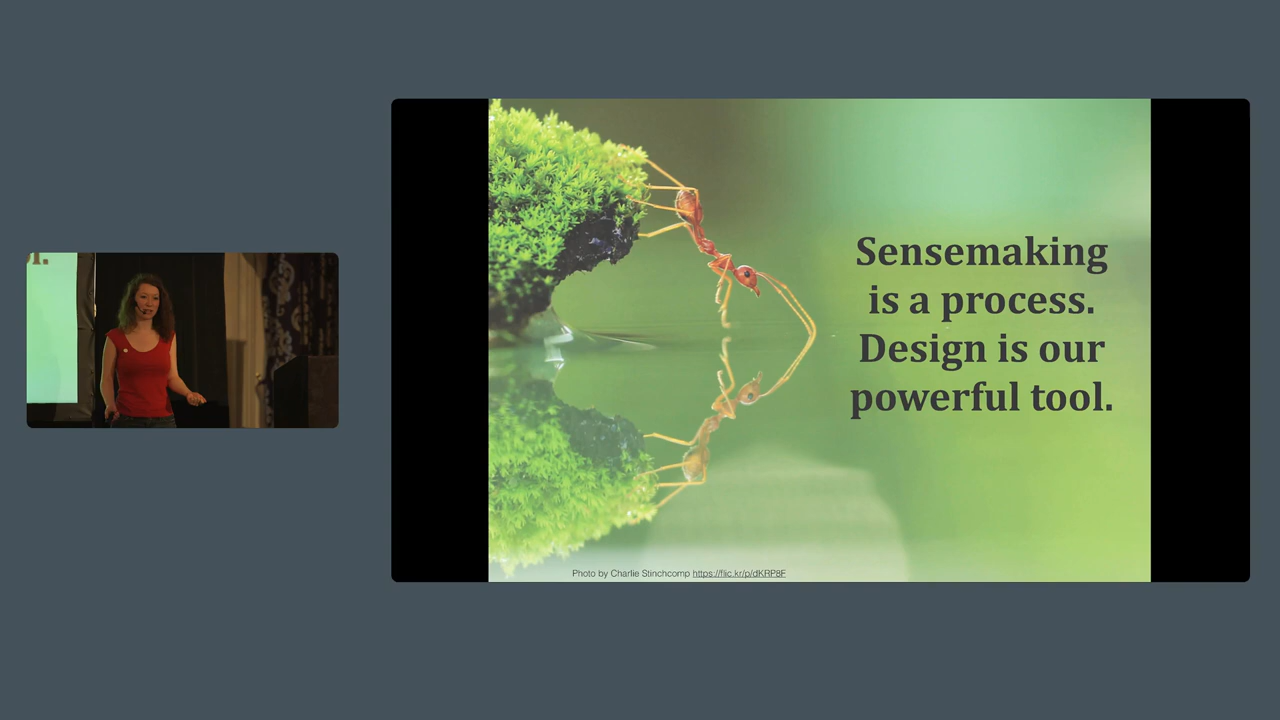 Sensemaking
is a process.
Design is our
powerful tool.
Photo by Charlie Stinchcomp https://flic.kr/p/dKRP8F